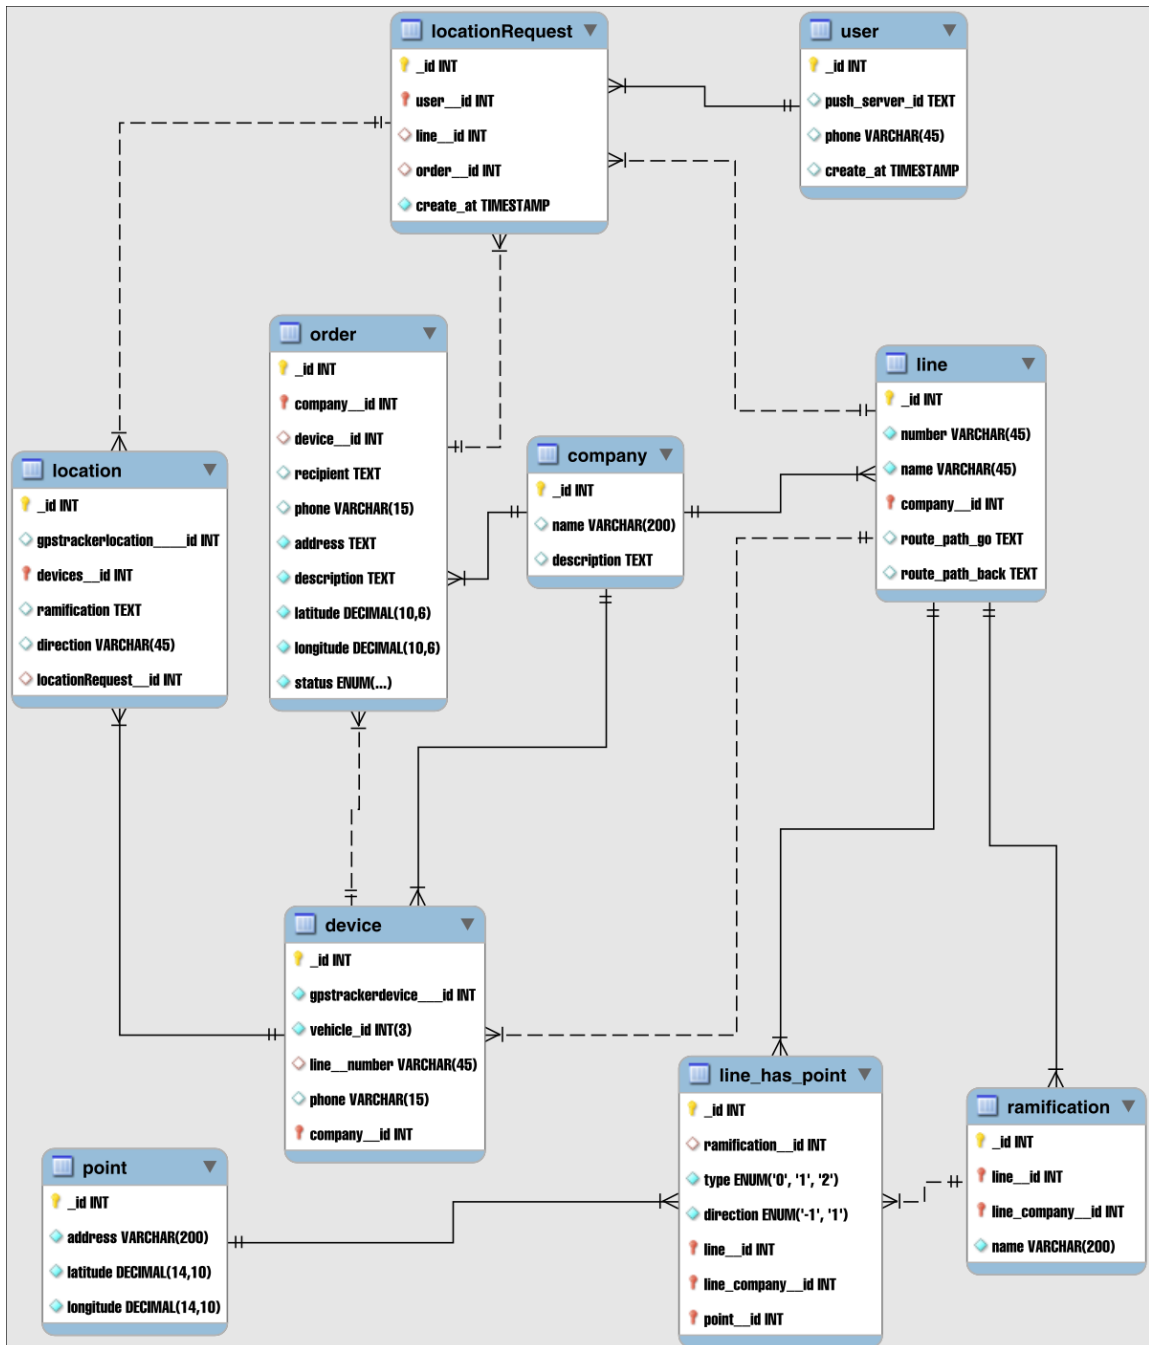 locationRequest
_id INT
user__id INT
line__id INT
order__id INT
create_at TIMESTAMP
user
_id INT
push_server_id TEXT
phone VARCHAR(45)
create_at TIMESTAMP
order
_id INT
company__id INT
device__id INT
recipient TEXT
phone VARCHAR(15)
address TEXT
description TEXT
latitude DECIMAL(10,6)
longitude DECIMAL(10,6)
status ENUM(...)
line
_id INT
number VARCHAR(45)
name VARCHAR(45)
company__id INT
route_path_go TEXT
route_path_back TEXT
company
_id INT
name VARCHAR(200)
description TEXT
location
_id INT
gpstrackerlocation____id INT
devices__id INT
ramification TEXT
direction VARCHAR(45)
locationRequest__id INT
device
_id INT
gpstrackerdevice___id INT
vehicle_id INT(3)
line__number VARCHAR(45)
phone VARCHAR(15)
company__id INT
line_has_point
_id INT
ramification__id INT
type ENUM('0', '1', '2')
direction ENUM('-1', '1')
line__id INT
line_company__id INT
point__id INT
ramification
_id INT
line__id INT
line_company__id INT
name VARCHAR(200)
point
_id INT
address VARCHAR(200)
latitude DECIMAL(14,10)
longitude DECIMAL(14,10)